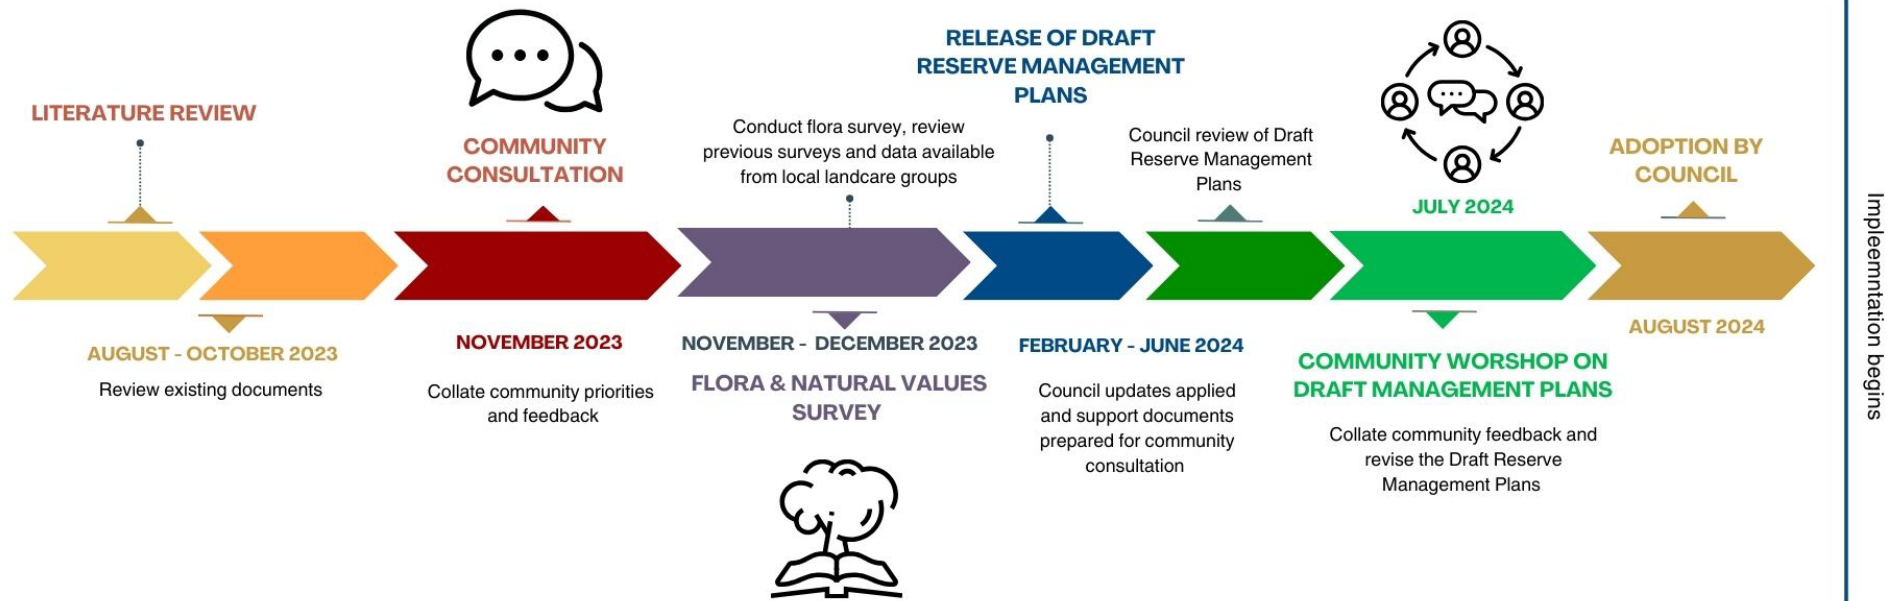 LITERATURE REVIEW
AUGUST - OCTOBER 2023
Review existing documents
COMMUNITY
CONSULTATION
NOVEMBER 2023
Collate community priorities
and feedback
Conduct flora survey, review
previous surveys and data available
from local landcare groups
NOVEMBER - DECEMBER 2023
FLORA & NATURAL VALUES
SURVEY
RELEASE OF DRAFT
RESERVE MANAGEMENT
PLANS
FEBRUARY - JUNE 2024
Council updates applied
and support documents
prepared for community
consultation
Council review of Draft
Reserve Management
Plans
JULY 2024
COMMUNITY WORSHOP ON
DRAFT MANAGEMENT PLANS
Collate community feedback and
revise the Draft Reserve
Management Plans
ADOPTION BY
COUNCIL
AUGUST 2024
Impleemntation begins